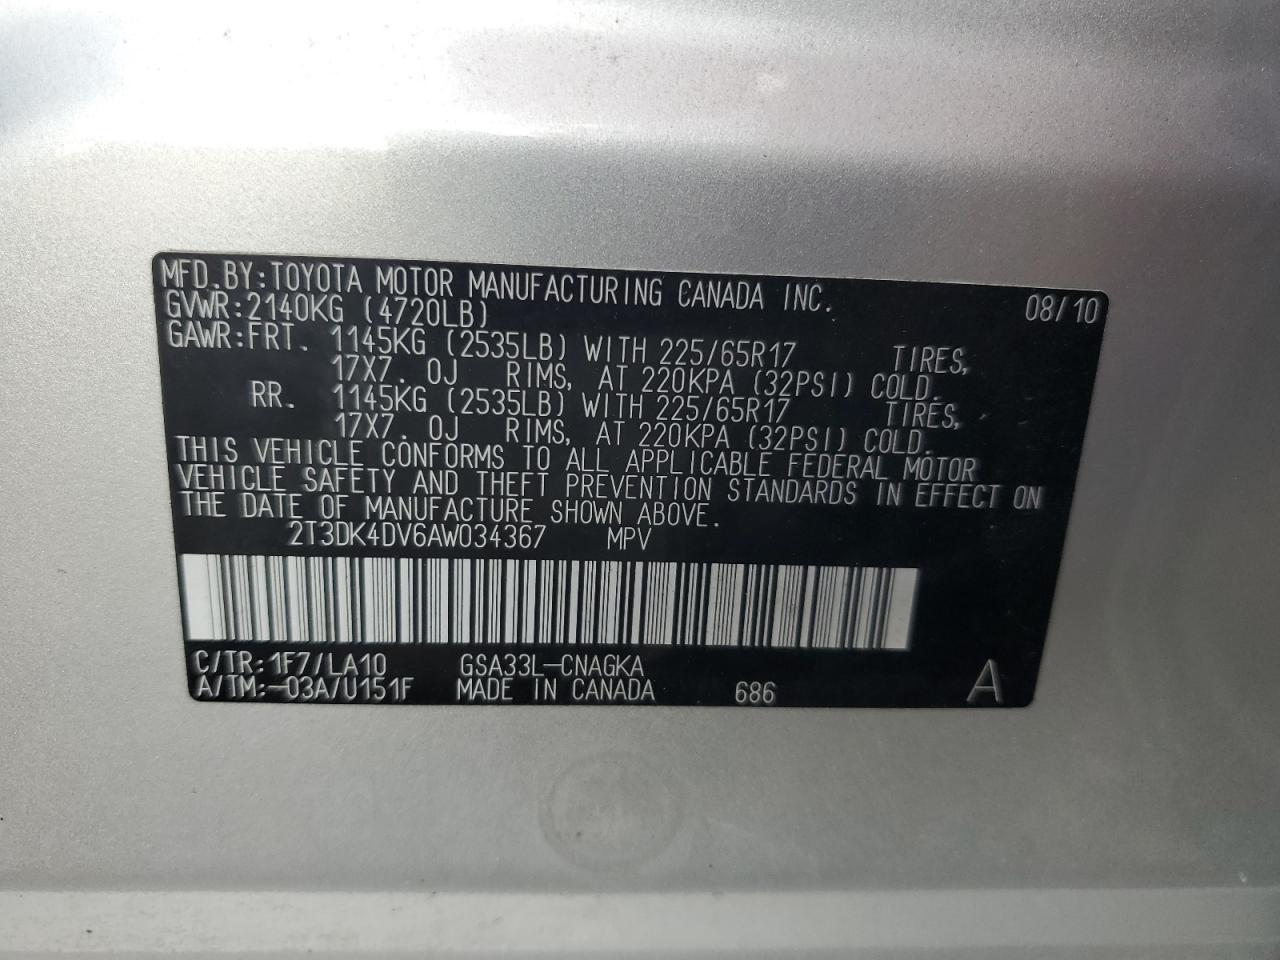 MFD.BY:TOYOTA MOTOR MANUFACTURING CANADA INC. 08/10
GVWR:2140KG (4720LB)
GAWR:FRT. 1145KG (2535LB) WITH 225/65R17 TIRES,
17X7.0J RIMS, AT 220KPA (32PSI) COLD.
RR. 1145KG (2535LB) WITH 225/65R17 TIRES,
17X7.0J RIMS, AT 220KPA (32PSI) COLD.
THIS VEHICLE CONFORMS TO ALL APPLICABLE FEDERAL MOTOR
VEHICLE SAFETY AND THEFT PREVENTION STANDARDS IN EFFECT ON
THE DATE OF MANUFACTURE SHOWN ABOVE.
2T3DK4DV6AW034367 MPV
C/TR:1F7/LA10 GSA33L-CNAGKA
A/TM:-03A/U151F MADE IN CANADA 686 A